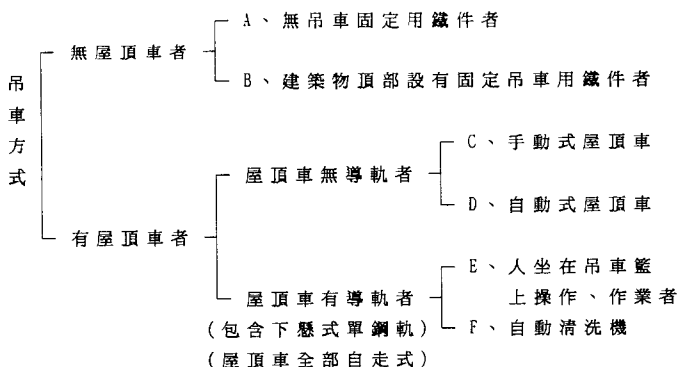 A、無吊車固定用鐵件者
無屋頂車者
B、建築物頂部設有固定吊車用鐵件者
吊車方式
C、手動式屋頂車
屋頂車無導軌者
D、自動式屋頂車
有屋頂車者
E、人坐在吊車籃
上操作、作業者
屋頂車有導軌者
(包含下懸式單鋼軌)
F、自動清洗機
(屋頂車全部自走式)